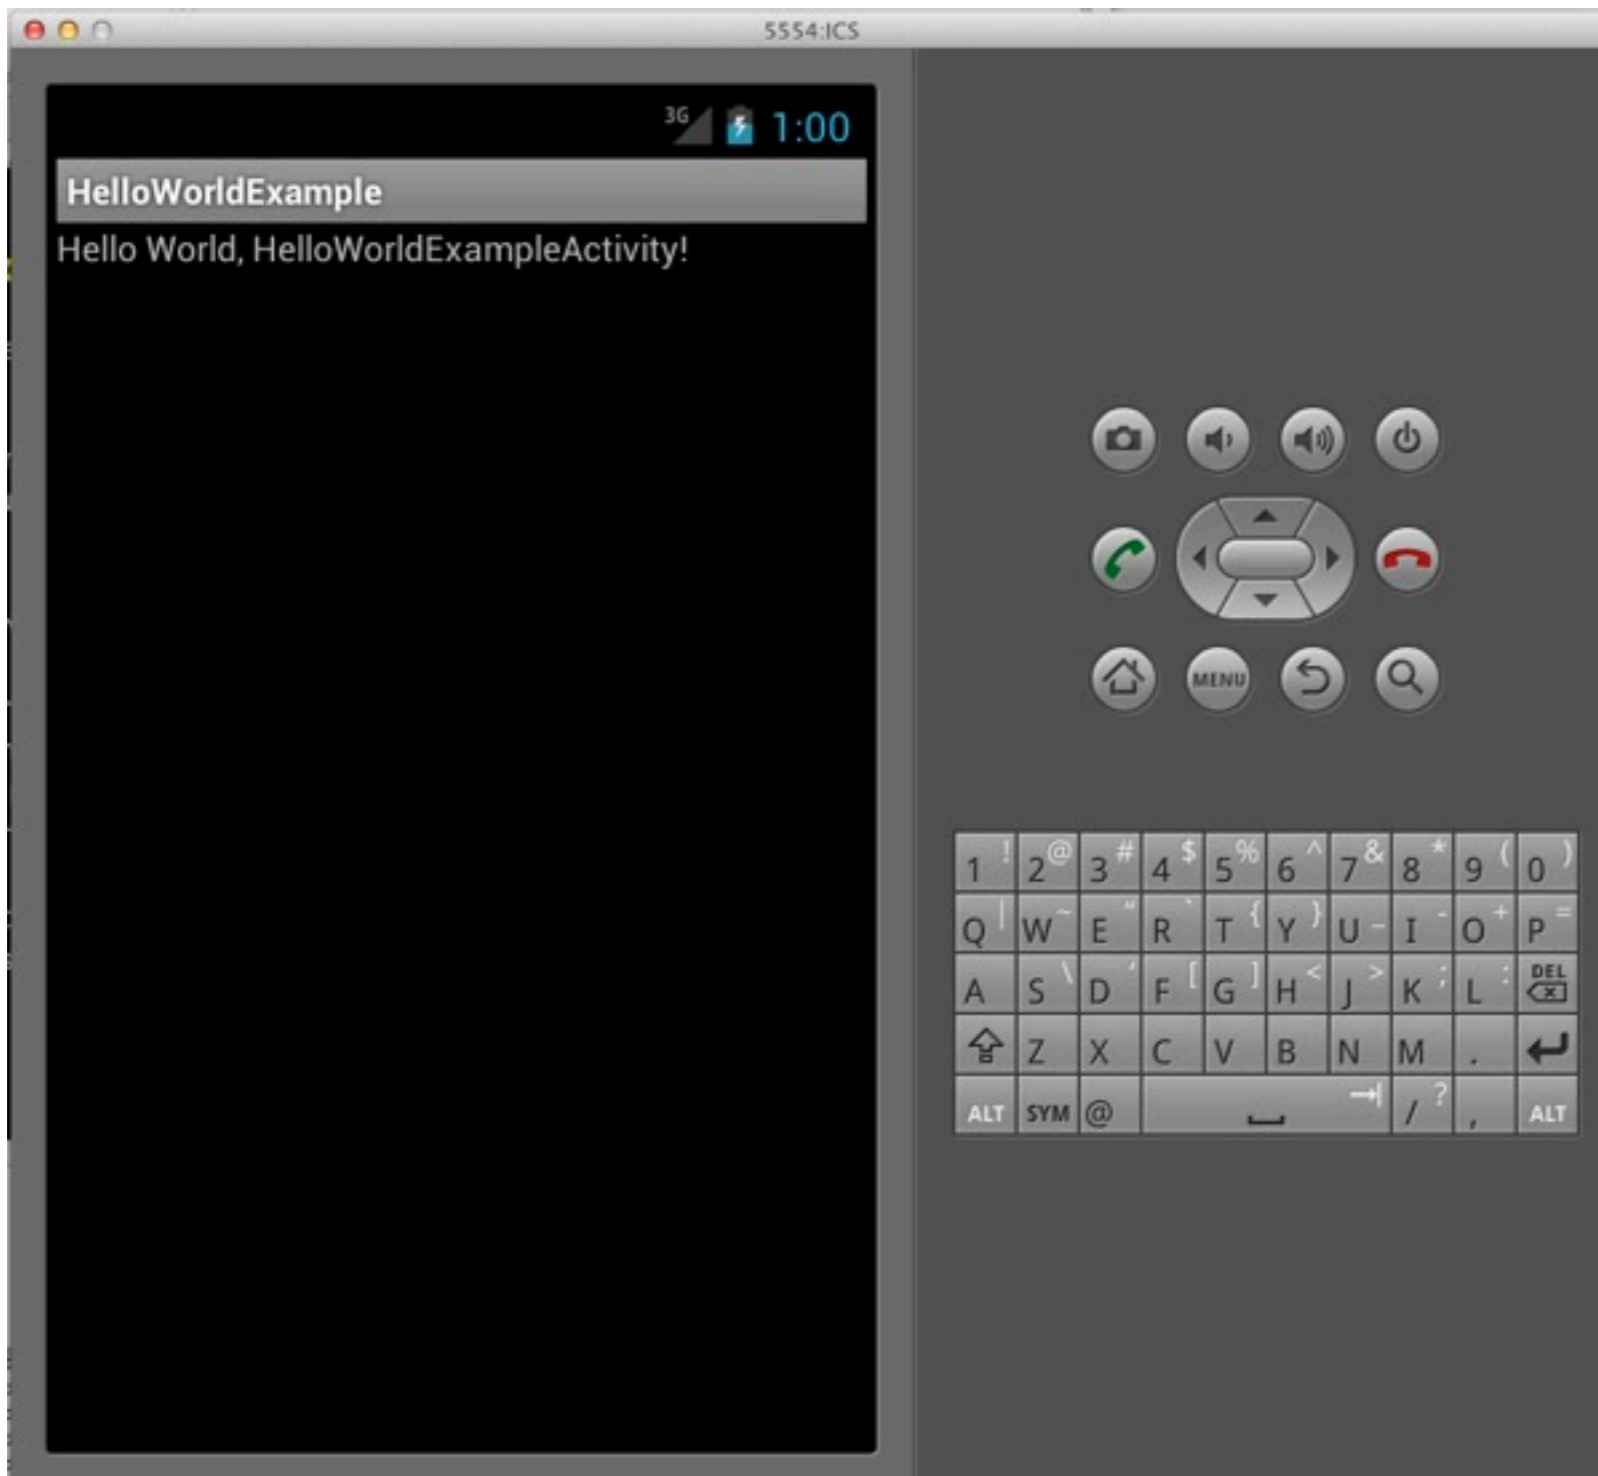 5554:ICS
3G 1:00
HelloWorldExample
Hello World, HelloWorldExampleActivity!
MENU
1 ! 2 @ 3 # 4 $ 5 % 6 ^ 7 & 8 * 9 ( 0 )
Q | W ~ E " R ` T { Y } U _ I - O + P =
A S \ D ' F [ G ] H < J > K ; L : DEL
Z X C V B N M .
ALT SYM @ / ? , ALT